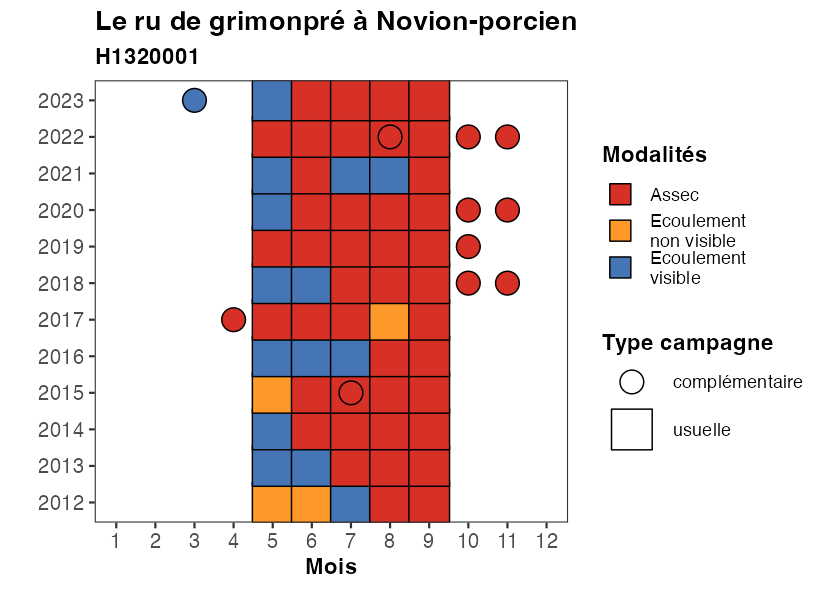 Le ru de grimonpré à Novion-porcien
H1320001
2023
2022
2021
2020
2019
2018
2017
2016
2015
2014
2013
2012
1 2 3 4 5 6 7 8 9 10 11 12
Mois
Modalités
Assec
Ecoulement
non visible
Ecoulement
visible
Type campagne
complémentaire
usuelle